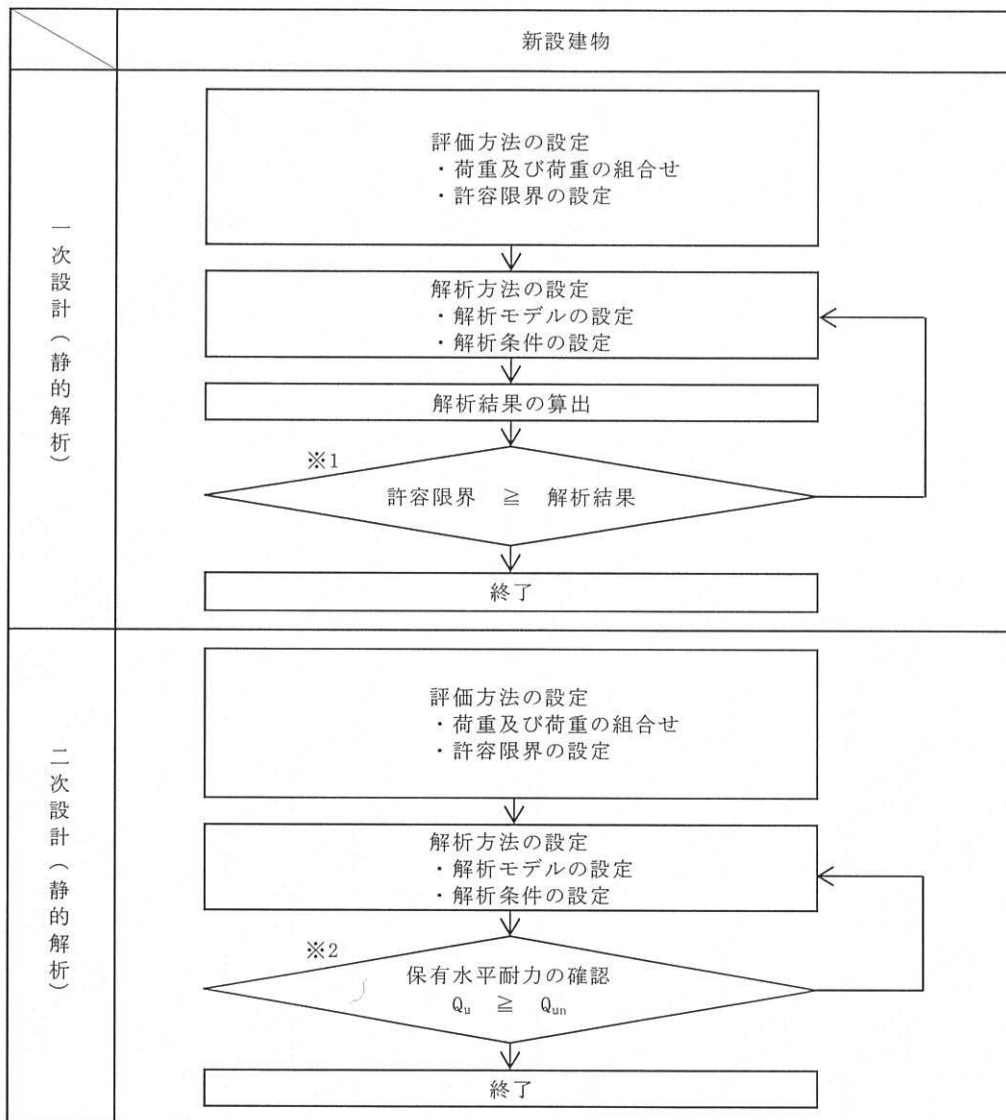 新設建物
一次設計（静的解析）
評価方法の設定
・荷重及び荷重の組合せ
・許容限界の設定
解析方法の設定
・解析モデルの設定
・解析条件の設定
解析結果の算出
※1
許容限界 ≧ 解析結果
終了
二次設計（静的解析）
評価方法の設定
・荷重及び荷重の組合せ
・許容限界の設定
解析方法の設定
・解析モデルの設定
・解析条件の設定
※2
保有水平耐力の確認
Qu ≧ Qun
終了